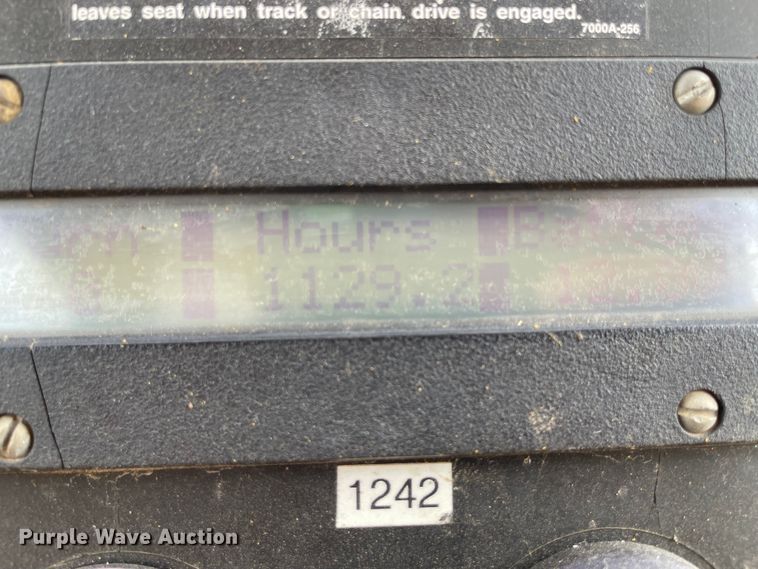 leaves seat when track or chain drive is engaged.
7000A-256
Hours
1129.2
1242
Purple Wave Auction